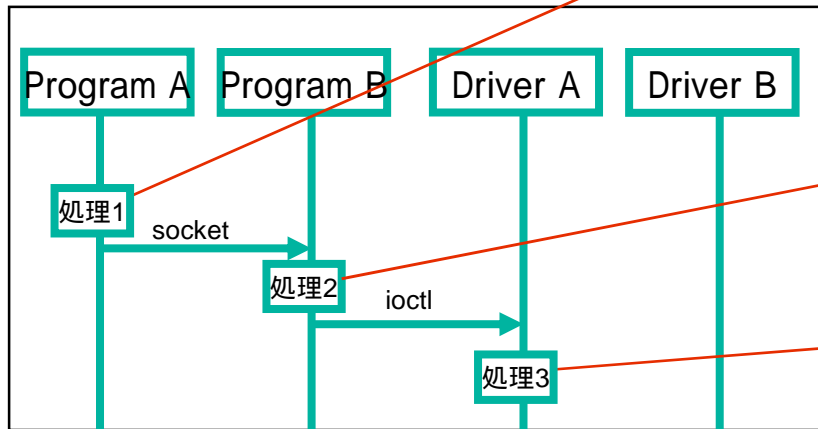 Program A
Program B
Driver A
Driver B
処理1
socket
処理2
ioctl
処理3